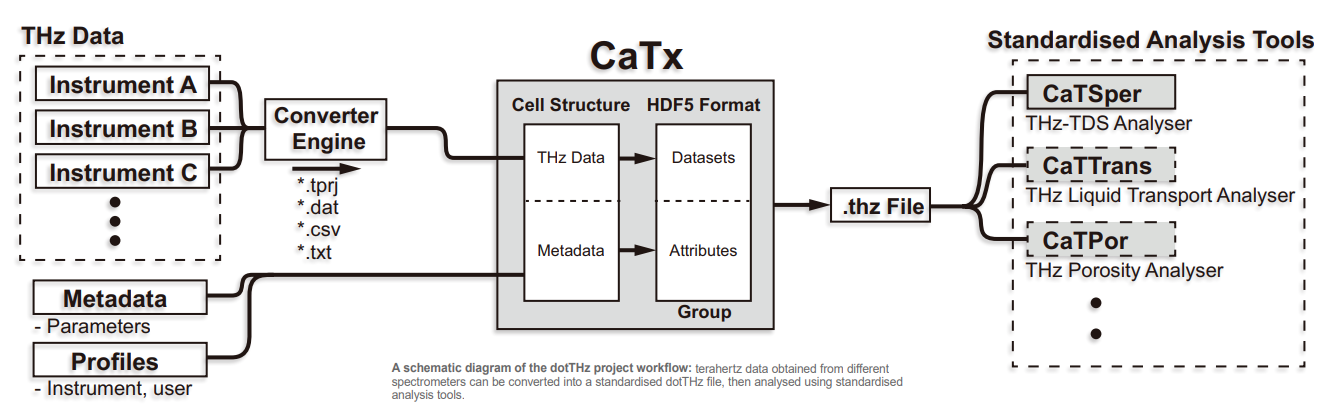 THz Data
Instrument A
Instrument B
Instrument C
Converter
Engine
*.tprj
*.dat
*.csv
*.txt
Metadata
- Parameters
Profiles
- Instrument, user
CaTx
Cell Structure
HDF5 Format
THz Data
Datasets
Metadata
Attributes
Group
.thz File
Standardised Analysis Tools
CaTSper
THz-TDS Analyser
CaTTrans
THz Liquid Transport Analyser
CaTPor
THz Porosity Analyser
A schematic diagram of the dotTHz project workflow: terahertz data obtained from different
spectrometers can be converted into a standardised dotTHz file, then analysed using standardised
analysis tools.